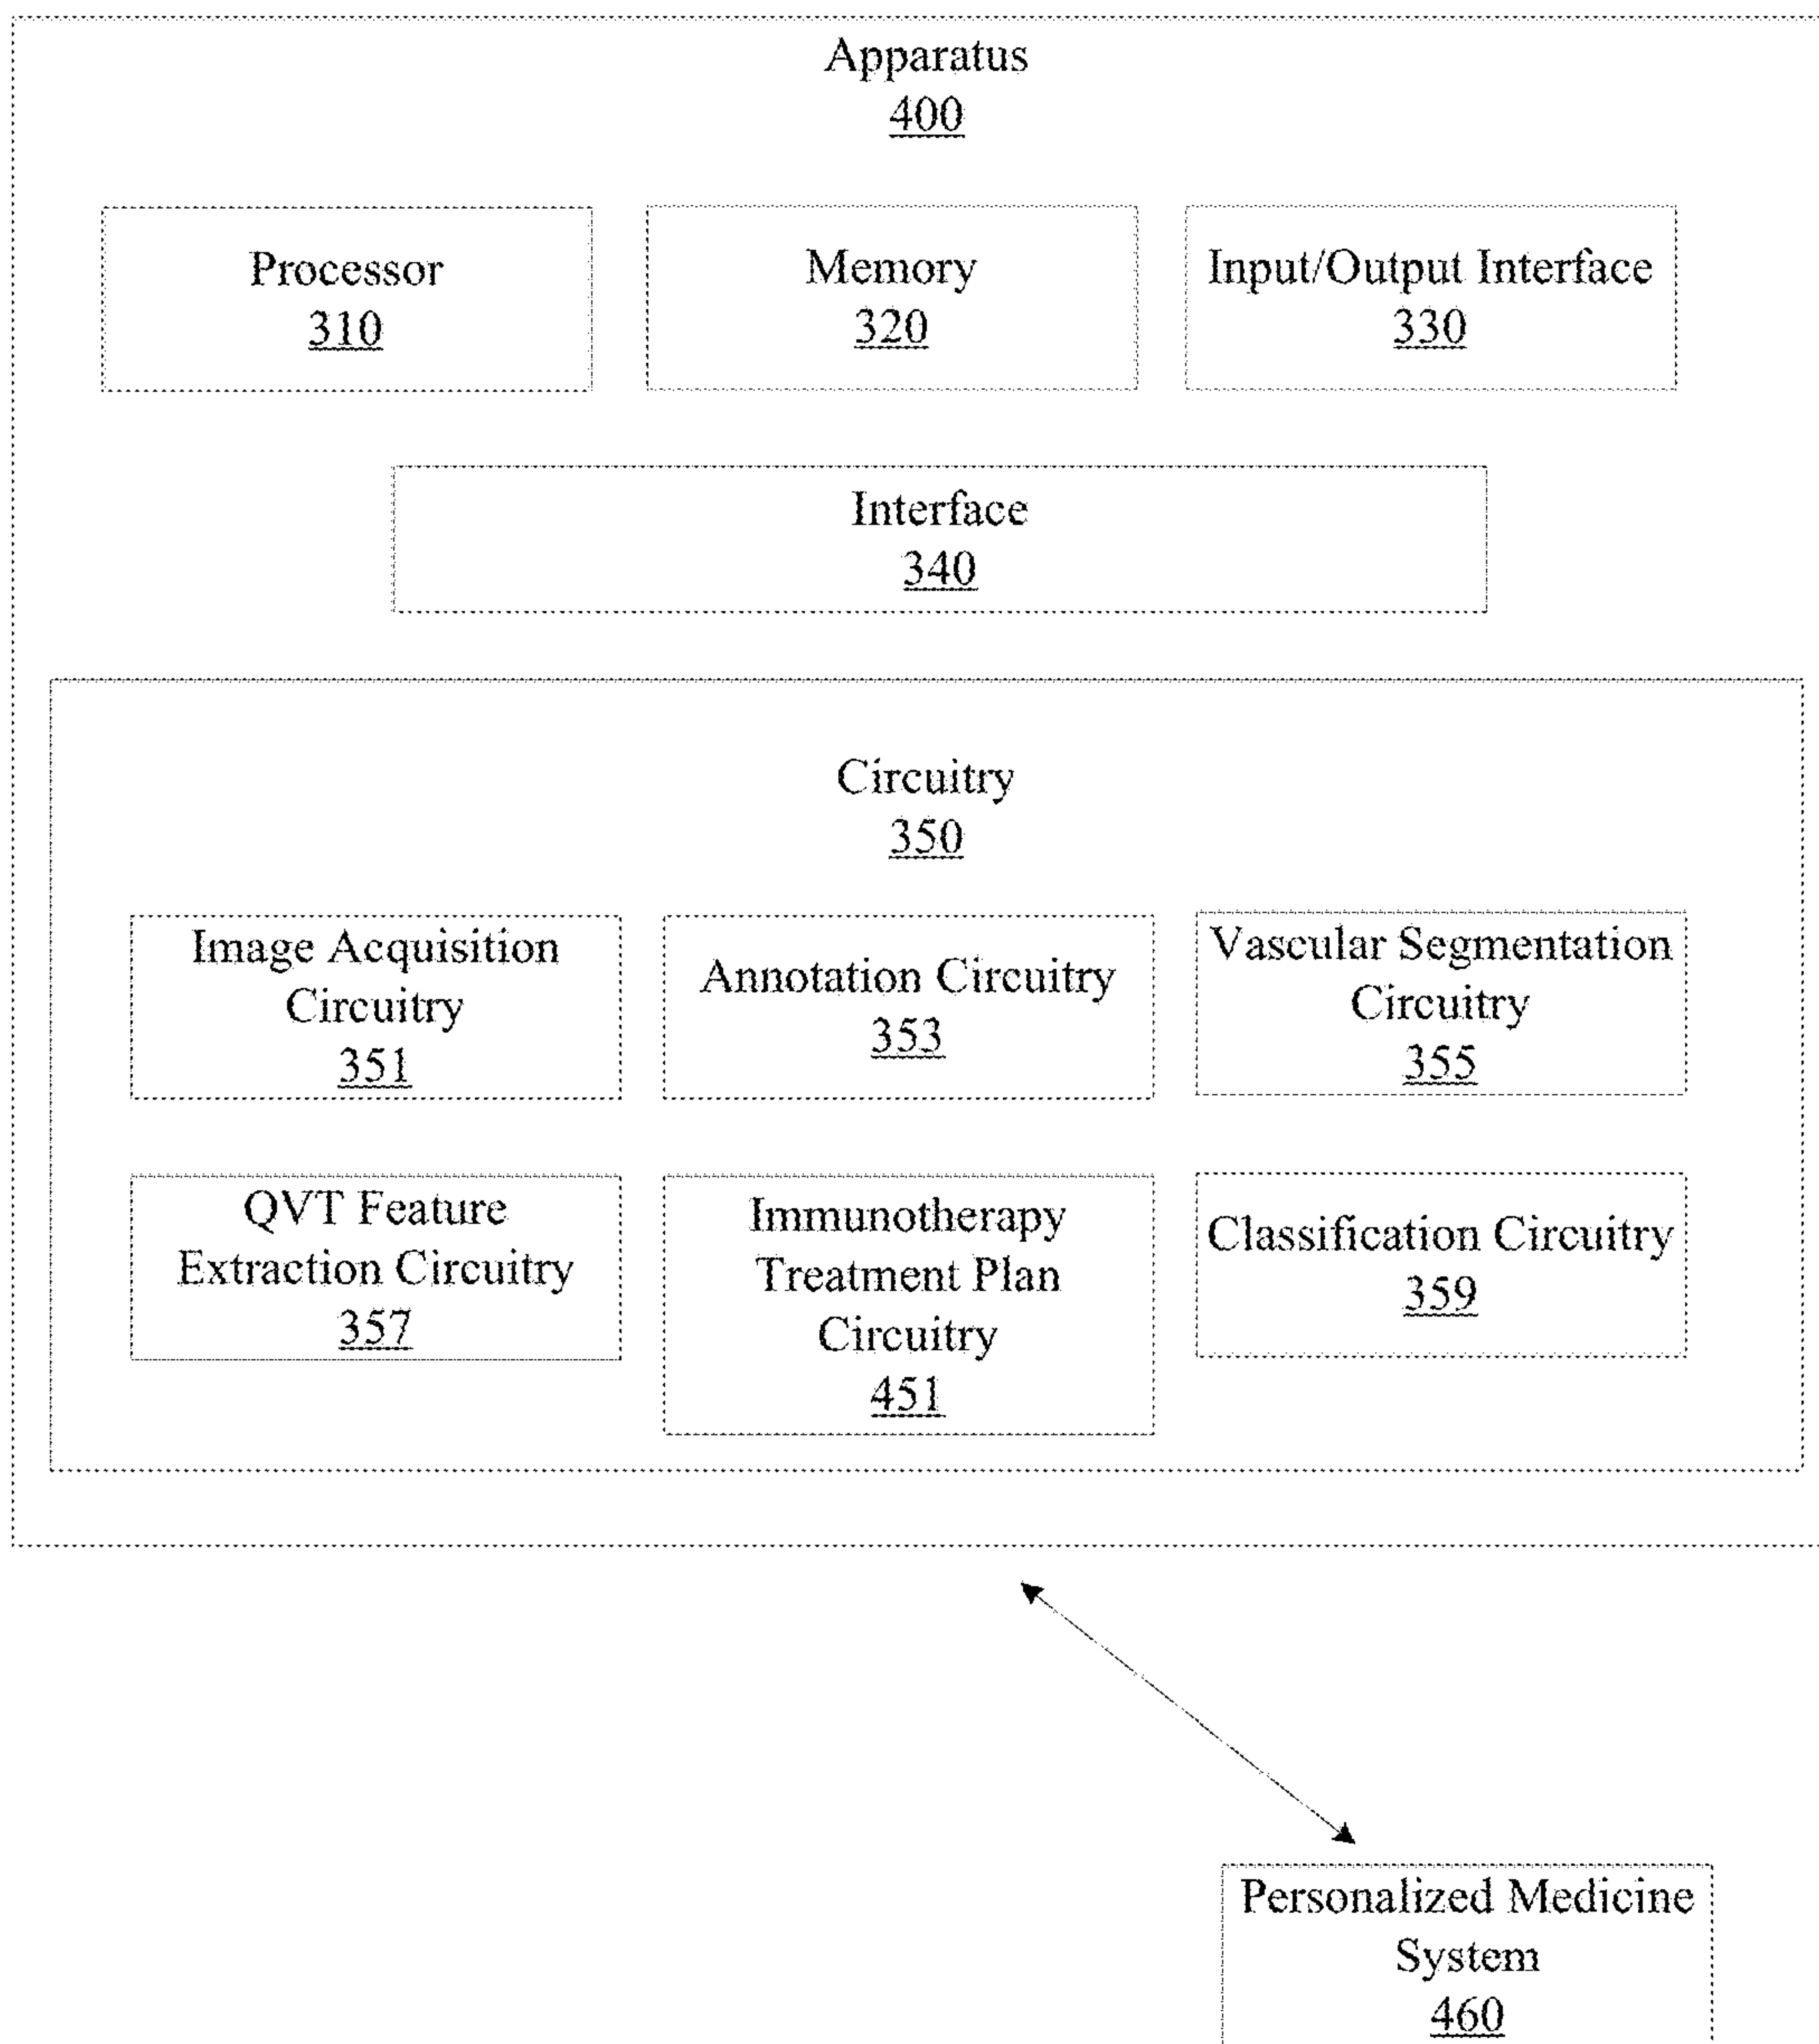 Apparatus
400
Processor
310
Memory
320
Input/Output Interface
330
Interface
340
Circuitry
350
Image Acquisition
Circuitry
351
Annotation Circuitry
353
Vascular Segmentation
Circuitry
355
QVT Feature
Extraction Circuitry
357
Immunotherapy
Treatment Plan
Circuitry
451
Classification Circuitry
359
Personalized Medicine
System
460